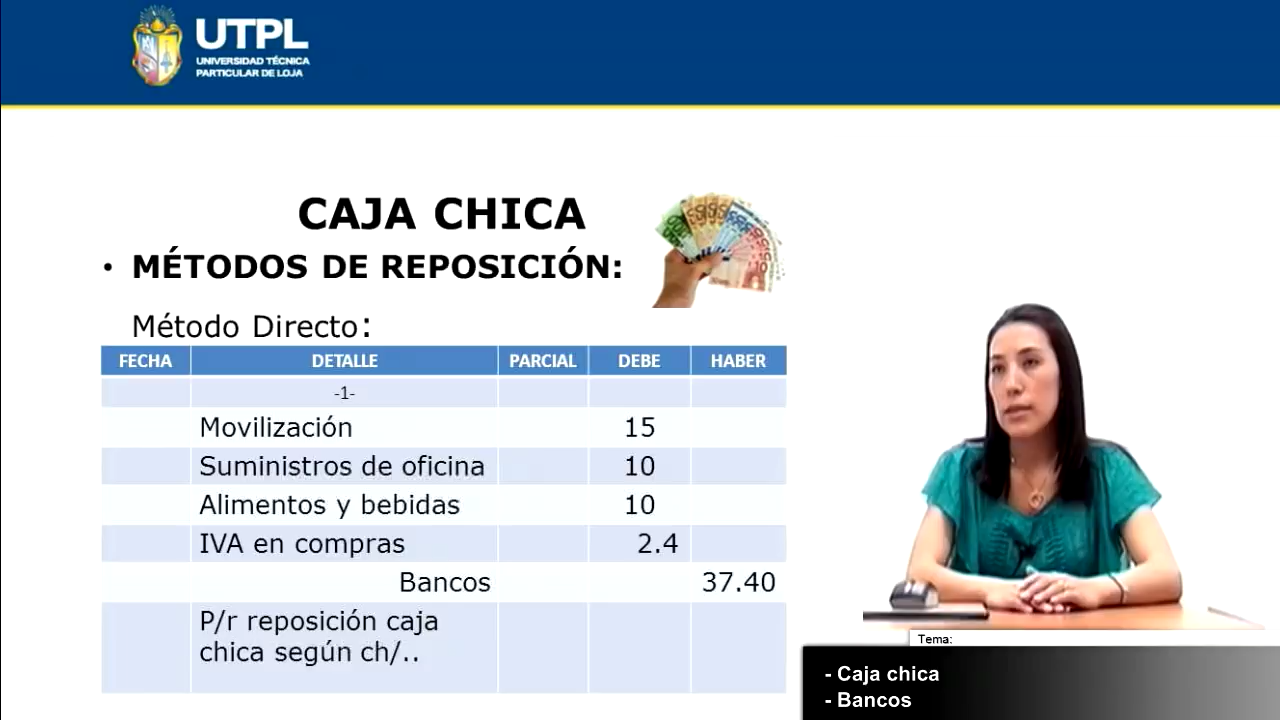 UTPL
UNIVERSIDAD TÉCNICA
PARTICULAR DE LOJA
CAJA CHICA
• MÉTODOS DE REPOSICIÓN:
Método Directo:
FECHA DETALLE PARCIAL DEBE HABER
-1-
Movilización 15
Suministros de oficina 10
Alimentos y bebidas 10
IVA en compras 2.4
Bancos 37.40
P/r reposición caja
chica según ch/..
Tema:
- Caja chica
- Bancos